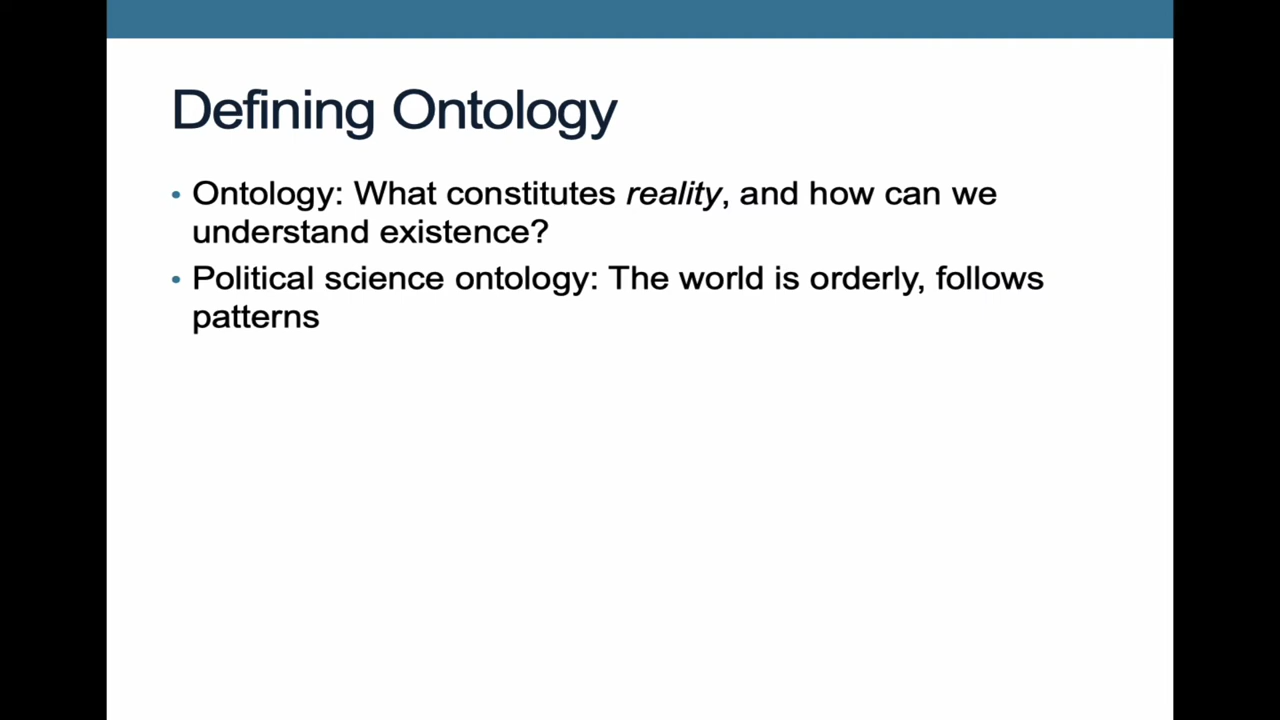 Defining Ontology
• Ontology: What constitutes reality, and how can we
understand existence?
• Political science ontology: The world is orderly, follows
patterns